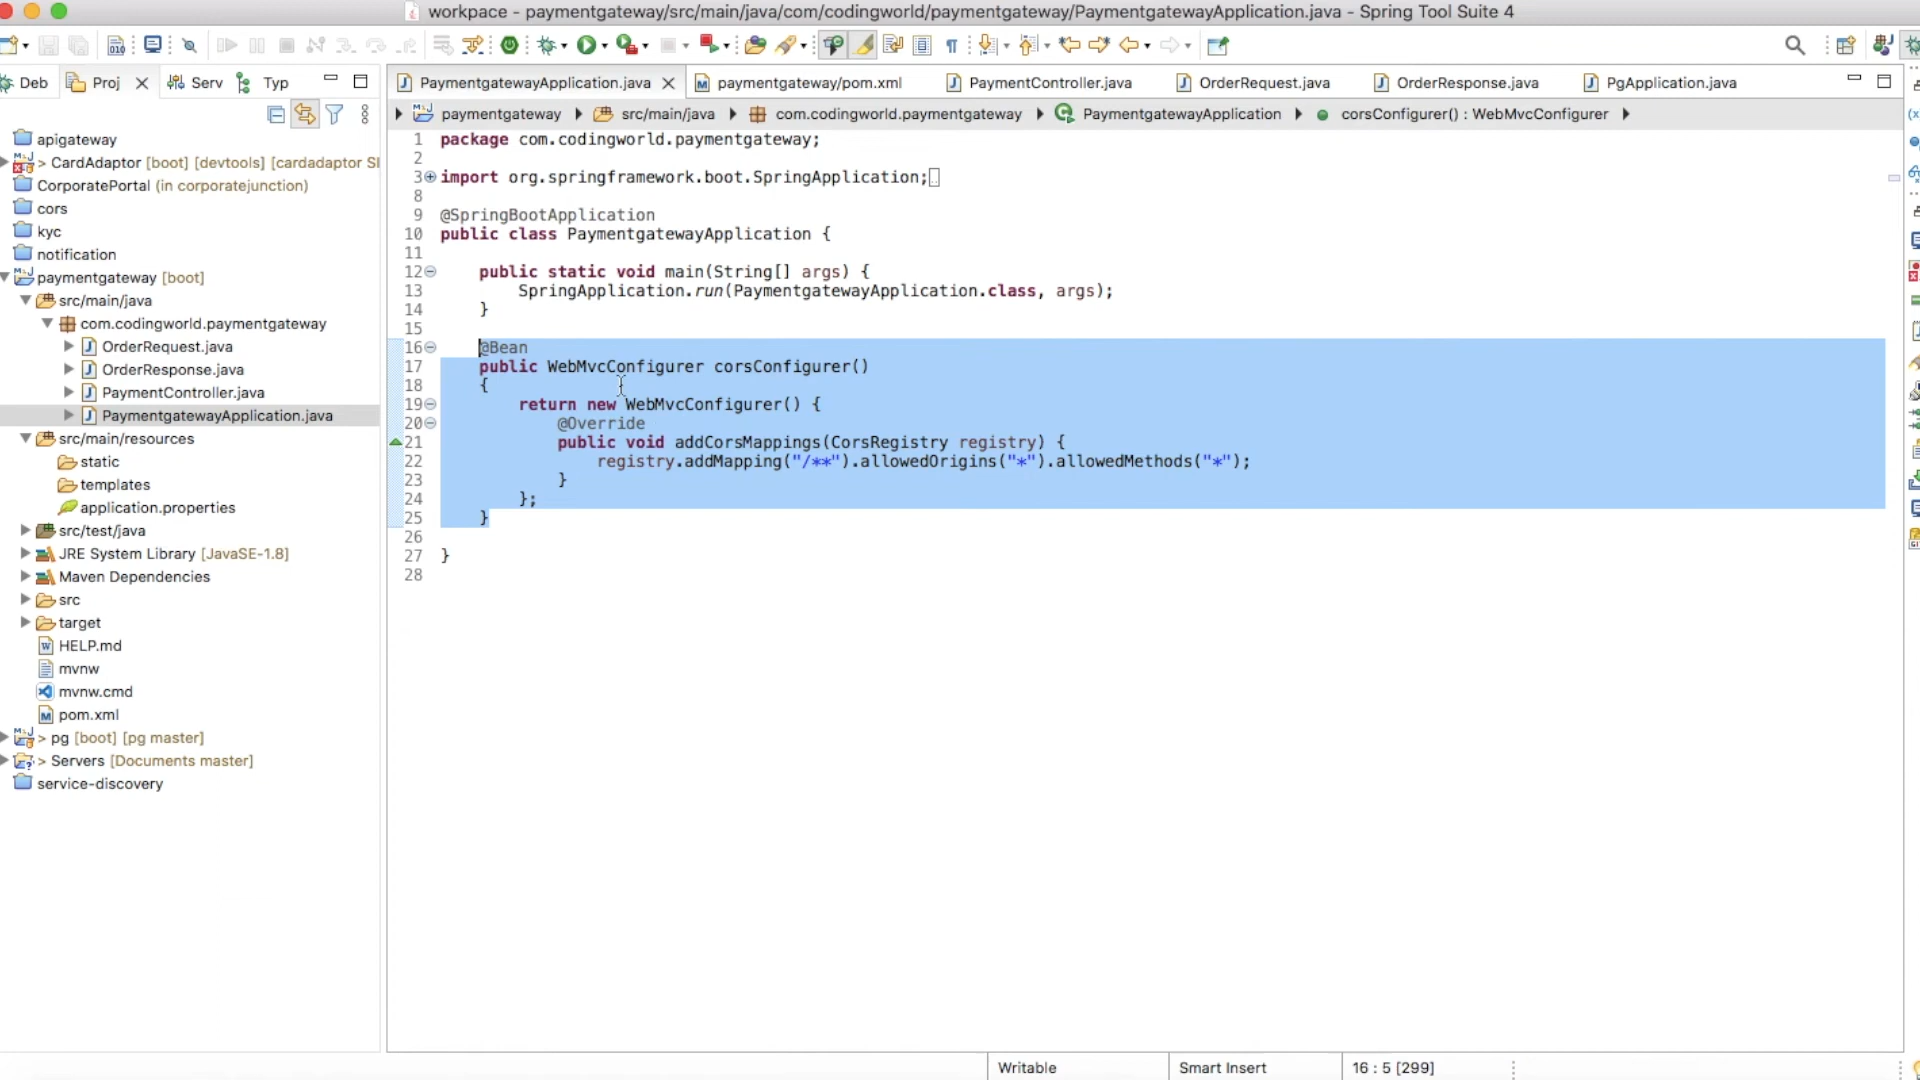 workpace - paymentgateway/src/main/java/com/codingworld/paymentgateway/PaymentgatewayApplication.java - Spring Tool Suite 4
Deb Proj Serv Typ
PaymentgatewayApplication.java paymentgateway/pom.xml PaymentController.java OrderRequest.java OrderResponse.java PgApplication.java
paymentgateway src/main/java com.codingworld.paymentgateway PaymentgatewayApplication corsConfigurer() : WebMvcConfigurer
apigateway
> CardAdaptor [boot] [devtools] [cardadaptor SI
CorporatePortal (in corporatejunction)
cors
kyc
notification
paymentgateway [boot]
src/main/java
com.codingworld.paymentgateway
OrderRequest.java
OrderResponse.java
PaymentController.java
PaymentgatewayApplication.java
src/main/resources
static
templates
application.properties
src/test/java
JRE System Library [JavaSE-1.8]
Maven Dependencies
src
target
HELP.md
mvnw
mvnw.cmd
pom.xml
> pg [boot] [pg master]
> Servers [Documents master]
service-discovery
1 package com.codingworld.paymentgateway;
2
3 import org.springframework.boot.SpringApplication;
8
9 @SpringBootApplication
10 public class PaymentgatewayApplication {
11
12 public static void main(String[] args) {
13 SpringApplication.run(PaymentgatewayApplication.class, args);
14 }
15
16 @Bean
17 public WebMvcConfigurer corsConfigurer()
18 {
19 return new WebMvcConfigurer() {
20 @Override
21 public void addCorsMappings(CorsRegistry registry) {
22 registry.addMapping("/**").allowedOrigins("*").allowedMethods("*");
23 }
24 };
25 }
26
27 }
28
Writable Smart Insert 16 : 5 [299]